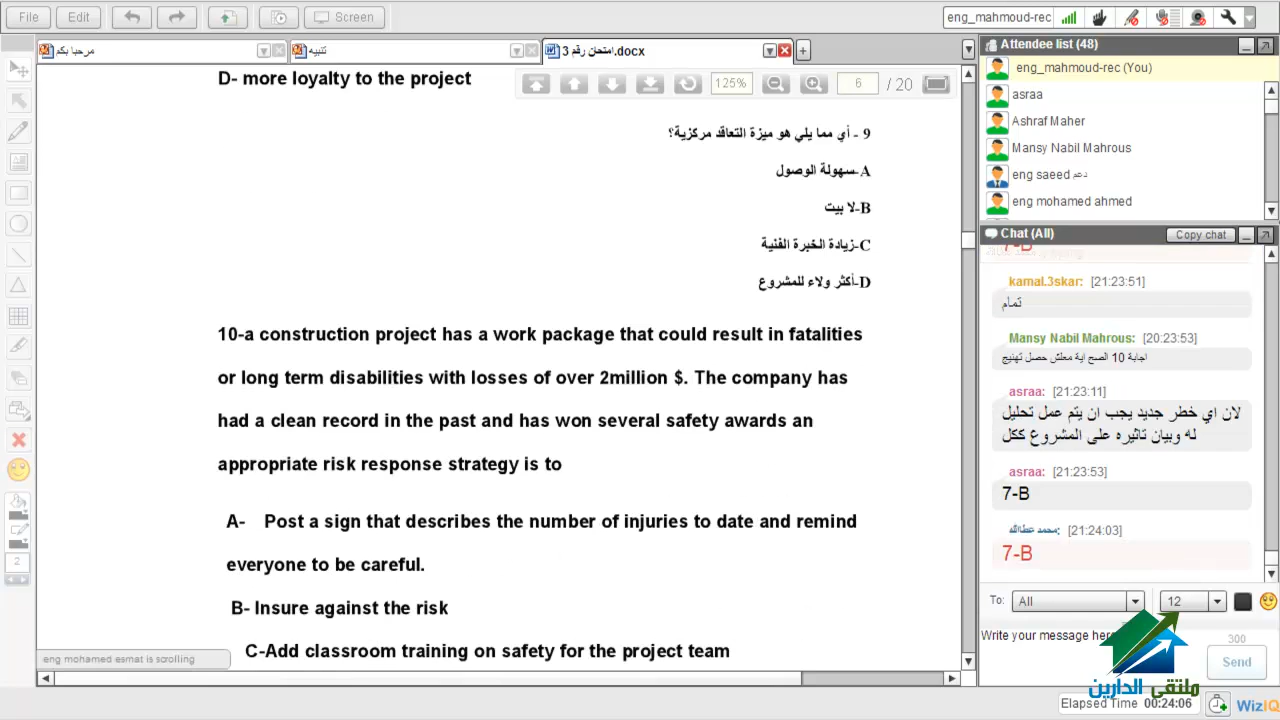 File
Edit
Screen
eng_mahmoud-rec
مرحبا بكم
تنبيه
امتحان رقم 3.docx
125%
6
/ 20
D- more loyalty to the project
9 - أي مما يلي هو ميزة التعاقد مركزية؟
A-سهولة الوصول
B-لا بيت
C-زيادة الخبرة الفنية
D-أكثر ولاء للمشروع
10-a construction project has a work package that could result in fatalities
or long term disabilities with losses of over 2million $. The company has
had a clean record in the past and has won several safety awards an
appropriate risk response strategy is to
A- Post a sign that describes the number of injuries to date and remind
everyone to be careful.
B- Insure against the risk
C-Add classroom training on safety for the project team
eng mohamed esmat is scrolling
2
Attendee list (48)
eng_mahmoud-rec (You)
asraa
Ashraf Maher
Mansy Nabil Mahrous
eng saeed دعم
eng mohamed ahmed
Chat (All)
Copy chat
7-B
kamal.3skar: [21:23:51]
تمام
Mansy Nabil Mahrous: [20:23:53]
اجابة 10 الصح اية معلش حصل تهنيج
asraa: [21:23:11]
لان اي خطر جديد يجب ان يتم عمل تحليل
له وبيان تاثيره على المشروع ككل
asraa: [21:23:53]
7-B
محمد عطاالله: [21:24:03]
7-B
To:
All
12
Write your message here
300
Send
ملتقى الدارين
Elapsed Time 00:24:06
WizIQ